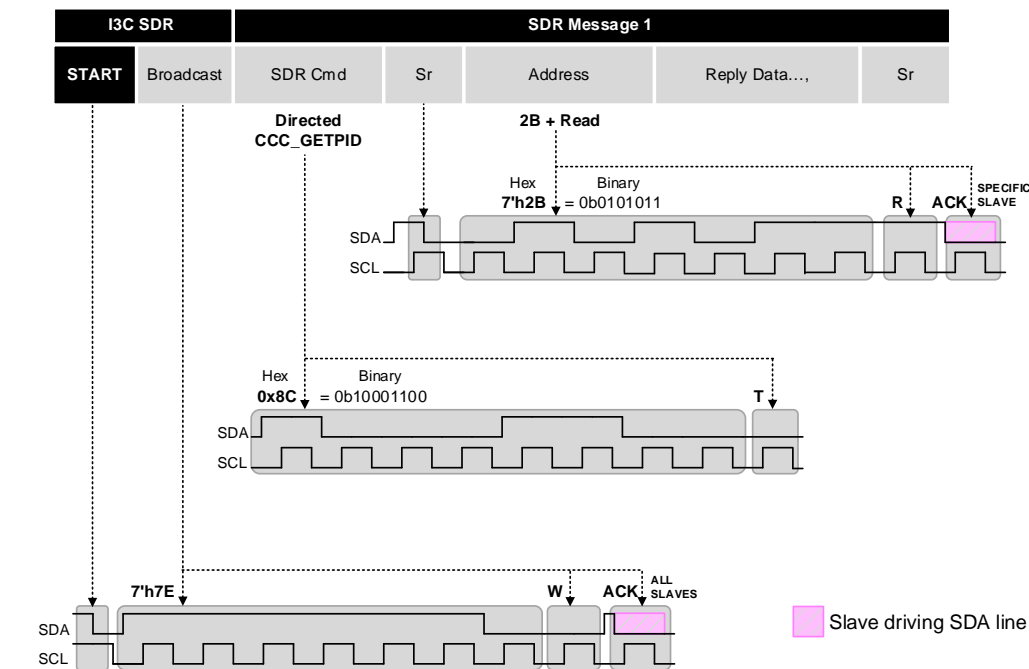 I3C SDR
SDR Message 1
START
Broadcast
SDR Cmd
Sr
Address
Reply Data...,
Sr
Directed
CCC_GETPID
2B + Read
Hex
Binary
7'h2B = 0b0101011
R
ACK
SPECIFIC
SLAVE
SDA
SCL
Hex
Binary
0x8C = 0b10001100
T
SDA
SCL
7'h7E
W
ACK
ALL
SLAVES
SDA
SCL
Slave driving SDA line